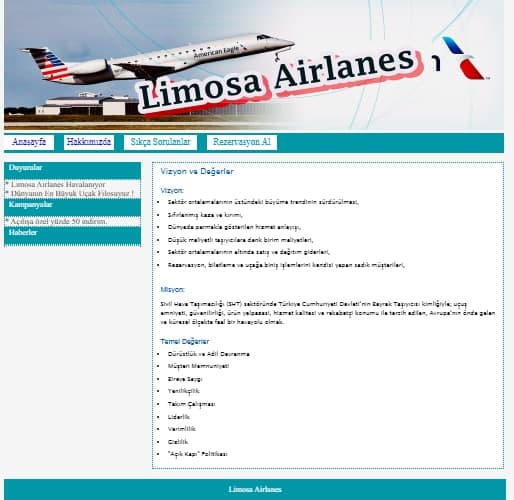 American Eagle
Limosa Airlanes
Anasayfa Hakkımızda Sıkça Sorulanlar Rezervasyon Al
Duyurular
* Limosa Airlanes Havalanıyor
* Dünyanın En Büyük Uçak Filosuyuz !
Kampanyalar
* Açılışa özel yüzde 50 indirim.
Haberler
Vizyon ve Değerler
Vizyon:
• Sektör ortalamalarının üstündeki büyüme trendinin sürdürülmesi,
• Sıfırlanmış kaza ve kırımı,
• Dünyada parmakla gösterilen hizmet anlayışı,
• Düşük maliyetli taşıyıcılara denk birim maliyetleri,
• Sektör ortalamalarının altında satış ve dağıtım giderleri,
• Rezervasyon, biletleme ve uçağa biniş işlemlerini kendisi yapan sadık müşterileri,
Misyon:
Sivil Hava Taşımacılığı (SHT) sektöründe Türkiye Cumhuriyeti Devleti'nin Bayrak Taşıyıcısı kimliğiyle; uçuş
emniyeti, güvenilirliği, ürün yelpazesi, hizmet kalitesi ve rekabetçi konumu ile tercih edilen, Avrupa'nın önde gelen
ve küresel ölçekte faal bir havayolu olmak.
Temel Değerler
• Dürüstlük ve Adil Davranma
• Müşteri Memnuniyeti
• Bireye Saygı
• Yenilikçilik
• Takım Çalışması
• Liderlik
• Verimlilik
• Gizlilik
• "Açık Kapı" Politikası
Limosa Airlanes